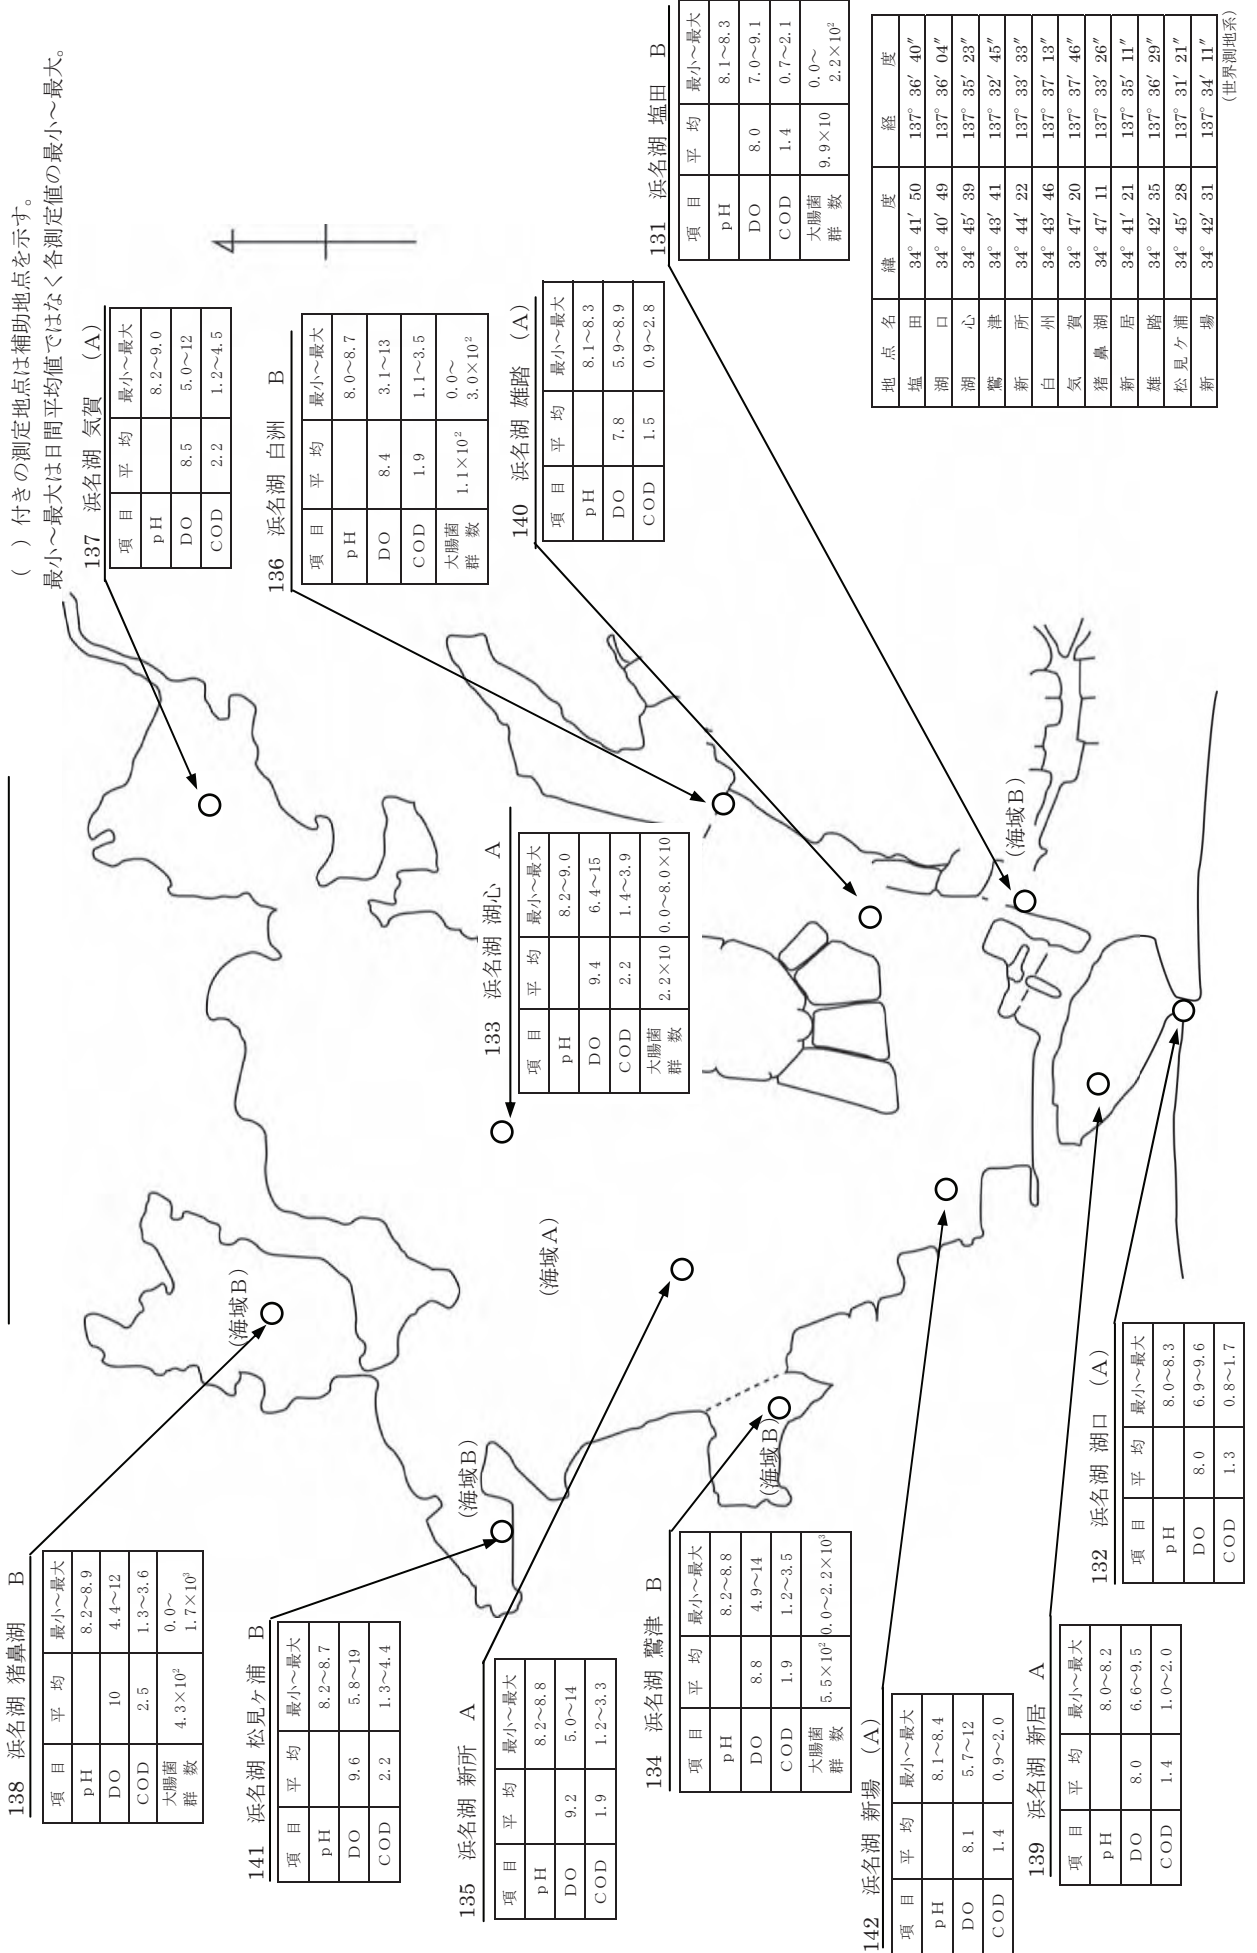 ( ) 付きの測定地点は補助地点を示す。
最小～最大は日間平均値ではなく各測定値の最小～最大。
138 浜名湖 猪鼻湖 B
項 目 平 均 最小～最大
pH 8.2～8.9
DO 10 4.4～12
COD 2.5 1.3～3.6
大腸菌群 数 4.3×10² 0.0～1.7×10³
141 浜名湖 松見ヶ浦 B
項 目 平 均 最小～最大
pH 8.2～8.7
DO 9.6 5.8～19
COD 2.2 1.3～4.4
135 浜名湖 新所 A
項 目 平 均 最小～最大
pH 8.2～8.8
DO 9.2 5.0～14
COD 1.9 1.2～3.3
134 浜名湖 鷲津 B
項 目 平 均 最小～最大
pH 8.2～8.8
DO 8.8 4.9～14
COD 1.9 1.2～3.5
大腸菌群 数 5.5×10² 0.0～2.2×10³
142 浜名湖 新場 (A)
項 目 平 均 最小～最大
pH 8.1～8.4
DO 8.1 5.7～12
COD 1.4 0.9～2.0
139 浜名湖 新居 A
項 目 平 均 最小～最大
pH 8.0～8.2
DO 8.0 6.6～9.5
COD 1.4 1.0～2.0
132 浜名湖 湖口 (A)
項 目 平 均 最小～最大
pH 8.0～8.3
DO 8.0 6.9～9.6
COD 1.3 0.8～1.7
133 浜名湖 湖心 A
項 目 平 均 最小～最大
pH 8.2～9.0
DO 9.4 6.4～15
COD 2.2 1.4～3.9
大腸菌群 数 2.2×10 0.0～8.0×10
137 浜名湖 気賀 (A)
項 目 平 均 最小～最大
pH 8.2～9.0
DO 8.5 5.0～12
COD 2.2 1.2～4.5
136 浜名湖 白洲 B
項 目 平 均 最小～最大
pH 8.0～8.7
DO 8.4 3.1～13
COD 1.9 1.1～3.5
大腸菌群 数 1.1×10² 0.0～3.0×10²
140 浜名湖 雄踏 (A)
項 目 平 均 最小～最大
pH 8.1～8.3
DO 7.8 5.9～8.9
COD 1.5 0.9～2.8
131 浜名湖 塩田 B
項 目 平 均 最小～最大
pH 8.1～8.3
DO 8.0 7.0～9.1
COD 1.4 0.7～2.1
大腸菌群 数 9.9×10 0.0～2.2×10²
(海域B)
(海域B)
(海域A)
(海域B)
(海域B)
地 点 名 緯 度 経 度
塩 田 34° 41′ 50 137° 36′ 40″
湖 口 34° 40′ 49 137° 36′ 04″
湖 心 34° 45′ 39 137° 35′ 23″
鷲 津 34° 43′ 41 137° 32′ 45″
新 所 34° 44′ 22 137° 33′ 33″
白 州 34° 43′ 46 137° 37′ 13″
気 賀 34° 47′ 20 137° 37′ 46″
猪 鼻 湖 34° 47′ 11 137° 33′ 26″
新 居 34° 41′ 21 137° 35′ 11″
雄 踏 34° 42′ 35 137° 36′ 29″
松見ヶ浦 34° 45′ 28 137° 31′ 21″
新 場 34° 42′ 31 137° 34′ 11″
(世界測地系)